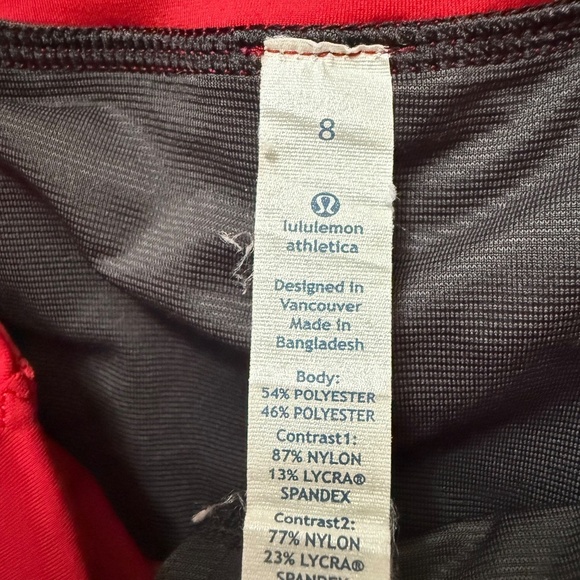 8
lululemon
athletica
Designed in
Vancouver
Made in
Bangladesh
Body:
54% POLYESTER
46% POLYESTER
Contrast1:
87% NYLON
13% LYCRA®
SPANDEX
Contrast2:
77% NYLON
23% LYCRA®
SPANDEX